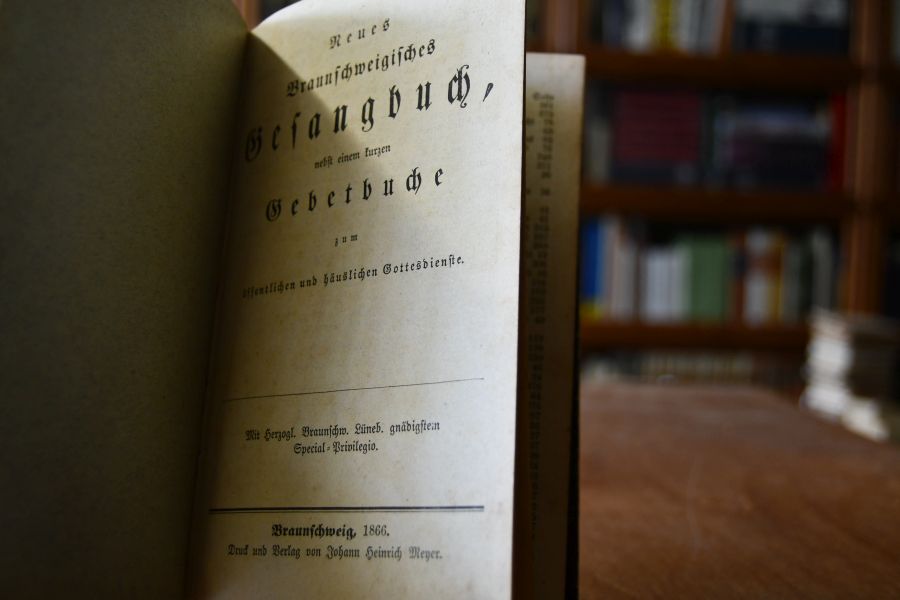 Neues
Braunschweigisches
Gesangbuch,
nebst einem kurzen
Gebetbuche
zum
öffentlichen und häuslichen Gottesdienste.
Mit Herzogl. Braunschw. Lüneb. gnädigstem
Special-Privilegio.
Braunschweig, 1866.
Druck und Verlag von Johann Heinrich Meyer.